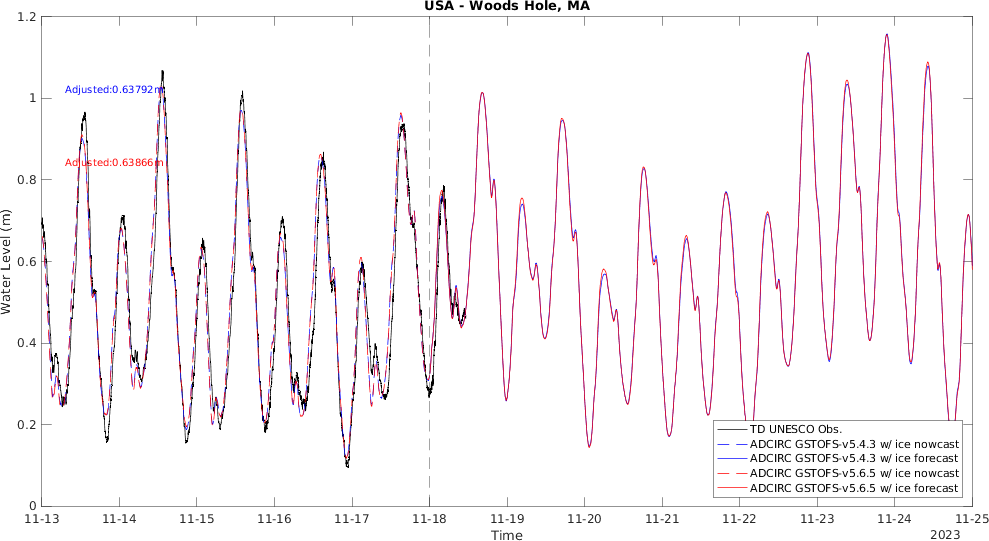 USA - Woods Hole, MA
1.2
1
0.8
0.6
0.4
0.2
0
Water Level (m)
Adjusted:0.63792m
Adjusted:0.63866m
TD UNESCO Obs.
ADCIRC GSTOFS-v5.4.3 w/ ice nowcast
ADCIRC GSTOFS-v5.4.3 w/ ice forecast
ADCIRC GSTOFS-v5.6.5 w/ ice nowcast
ADCIRC GSTOFS-v5.6.5 w/ ice forecast
11-13 11-14 11-15 11-16 11-17 11-18 11-19 11-20 11-21 11-22 11-23 11-24 11-25
Time
2023